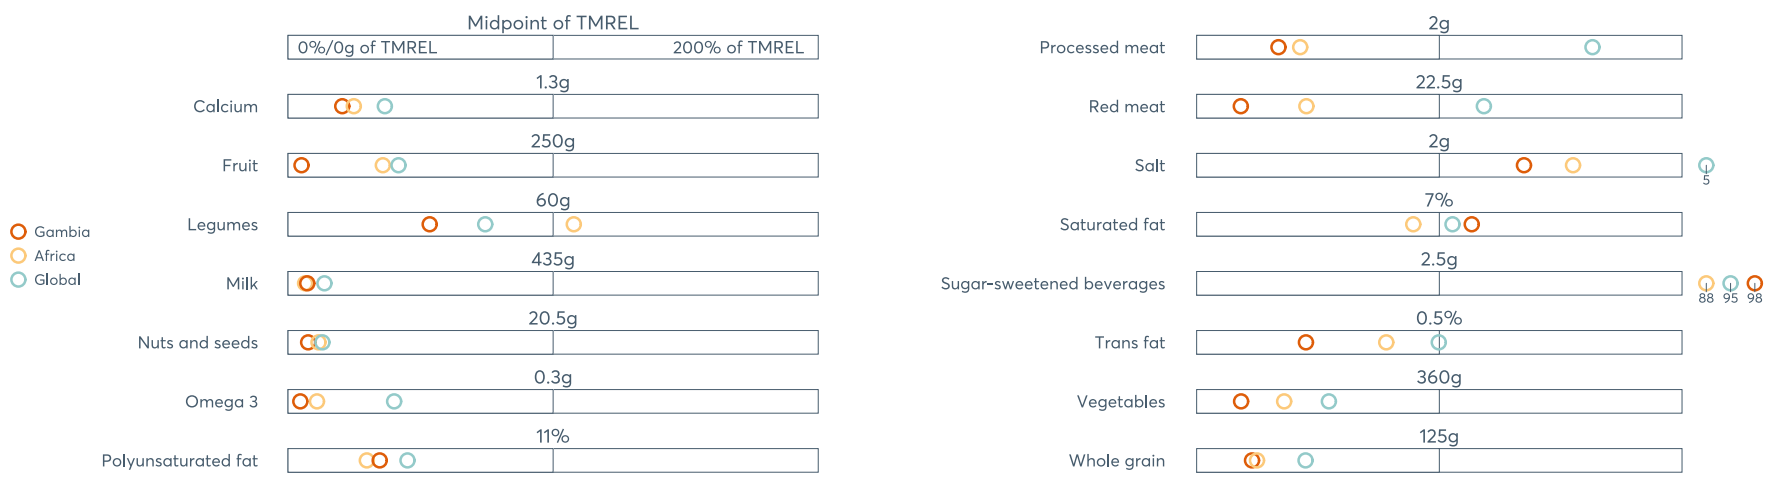 Midpoint of TMREL
0%/0g of TMREL 200% of TMREL
Calcium 1.3g
Fruit 250g
Legumes 60g
Milk 435g
Nuts and seeds 20.5g
Omega 3 0.3g
Polyunsaturated fat 11%
Gambia
Africa
Global
Processed meat 2g
Red meat 22.5g
Salt 2g
5
Saturated fat 7%
Sugar-sweetened beverages 2.5g
88 95 98
Trans fat 0.5%
Vegetables 360g
Whole grain 125g